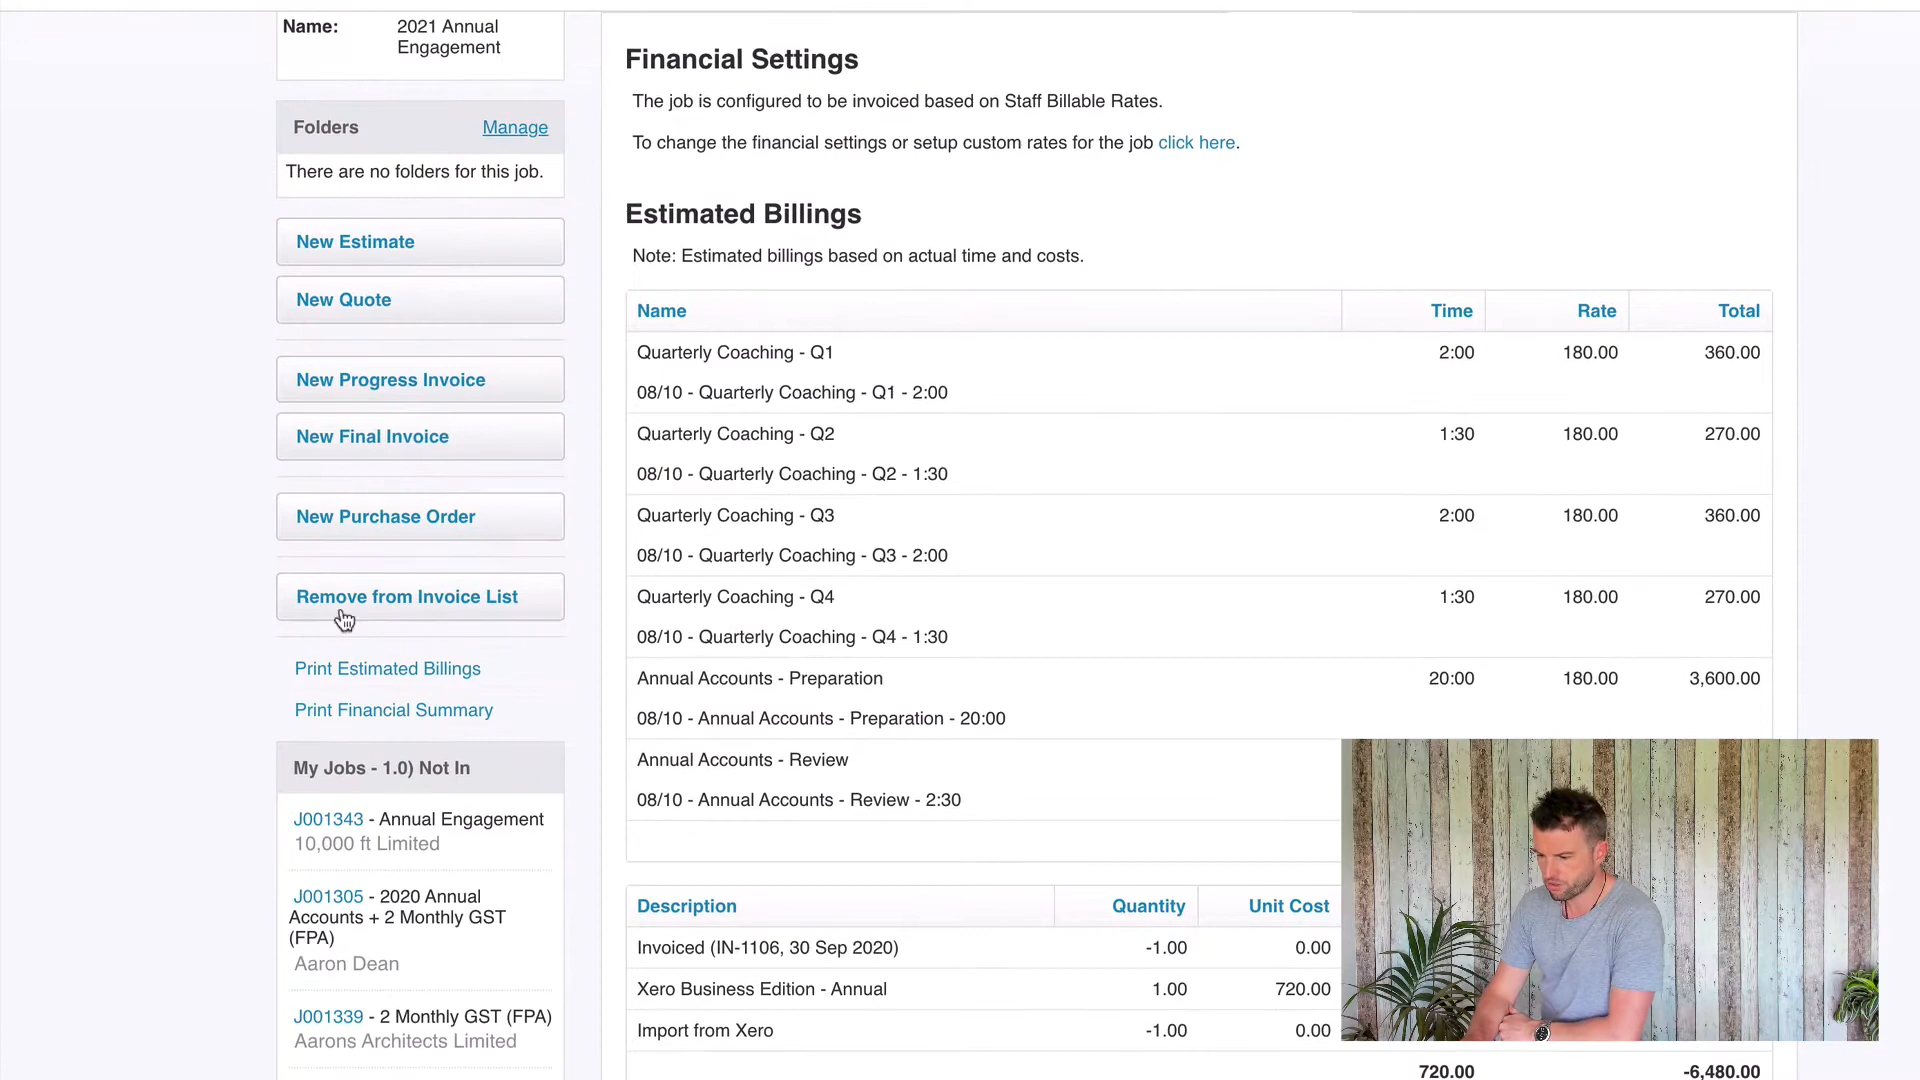 Name: 2021 Annual
Engagement
Folders Manage
There are no folders for this job.
New Estimate
New Quote
New Progress Invoice
New Final Invoice
New Purchase Order
Remove from Invoice List
Print Estimated Billings
Print Financial Summary
My Jobs - 1.0) Not In
J001343 - Annual Engagement
10,000 ft Limited
J001305 - 2020 Annual
Accounts + 2 Monthly GST
(FPA)
Aaron Dean
J001339 - 2 Monthly GST (FPA)
Aarons Architects Limited
Financial Settings
The job is configured to be invoiced based on Staff Billable Rates.
To change the financial settings or setup custom rates for the job click here.
Estimated Billings
Note: Estimated billings based on actual time and costs.
Name Time Rate Total
Quarterly Coaching - Q1 2:00 180.00 360.00
08/10 - Quarterly Coaching - Q1 - 2:00
Quarterly Coaching - Q2 1:30 180.00 270.00
08/10 - Quarterly Coaching - Q2 - 1:30
Quarterly Coaching - Q3 2:00 180.00 360.00
08/10 - Quarterly Coaching - Q3 - 2:00
Quarterly Coaching - Q4 1:30 180.00 270.00
08/10 - Quarterly Coaching - Q4 - 1:30
Annual Accounts - Preparation 20:00 180.00 3,600.00
08/10 - Annual Accounts - Preparation - 20:00
Annual Accounts - Review
08/10 - Annual Accounts - Review - 2:30
Description Quantity Unit Cost
Invoiced (IN-1106, 30 Sep 2020) -1.00 0.00
Xero Business Edition - Annual 1.00 720.00
Import from Xero -1.00 0.00
720.00 -6,480.00